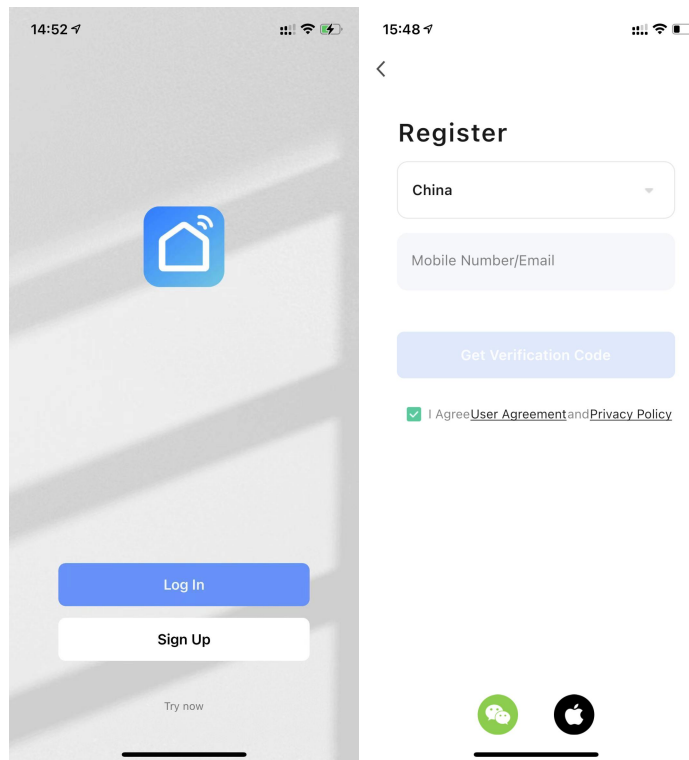 14:52
Log In
Sign Up
Try now
15:48
Register
China
Mobile Number/Email
Get Verification Code
I AgreeUser AgreementandPrivacy Policy